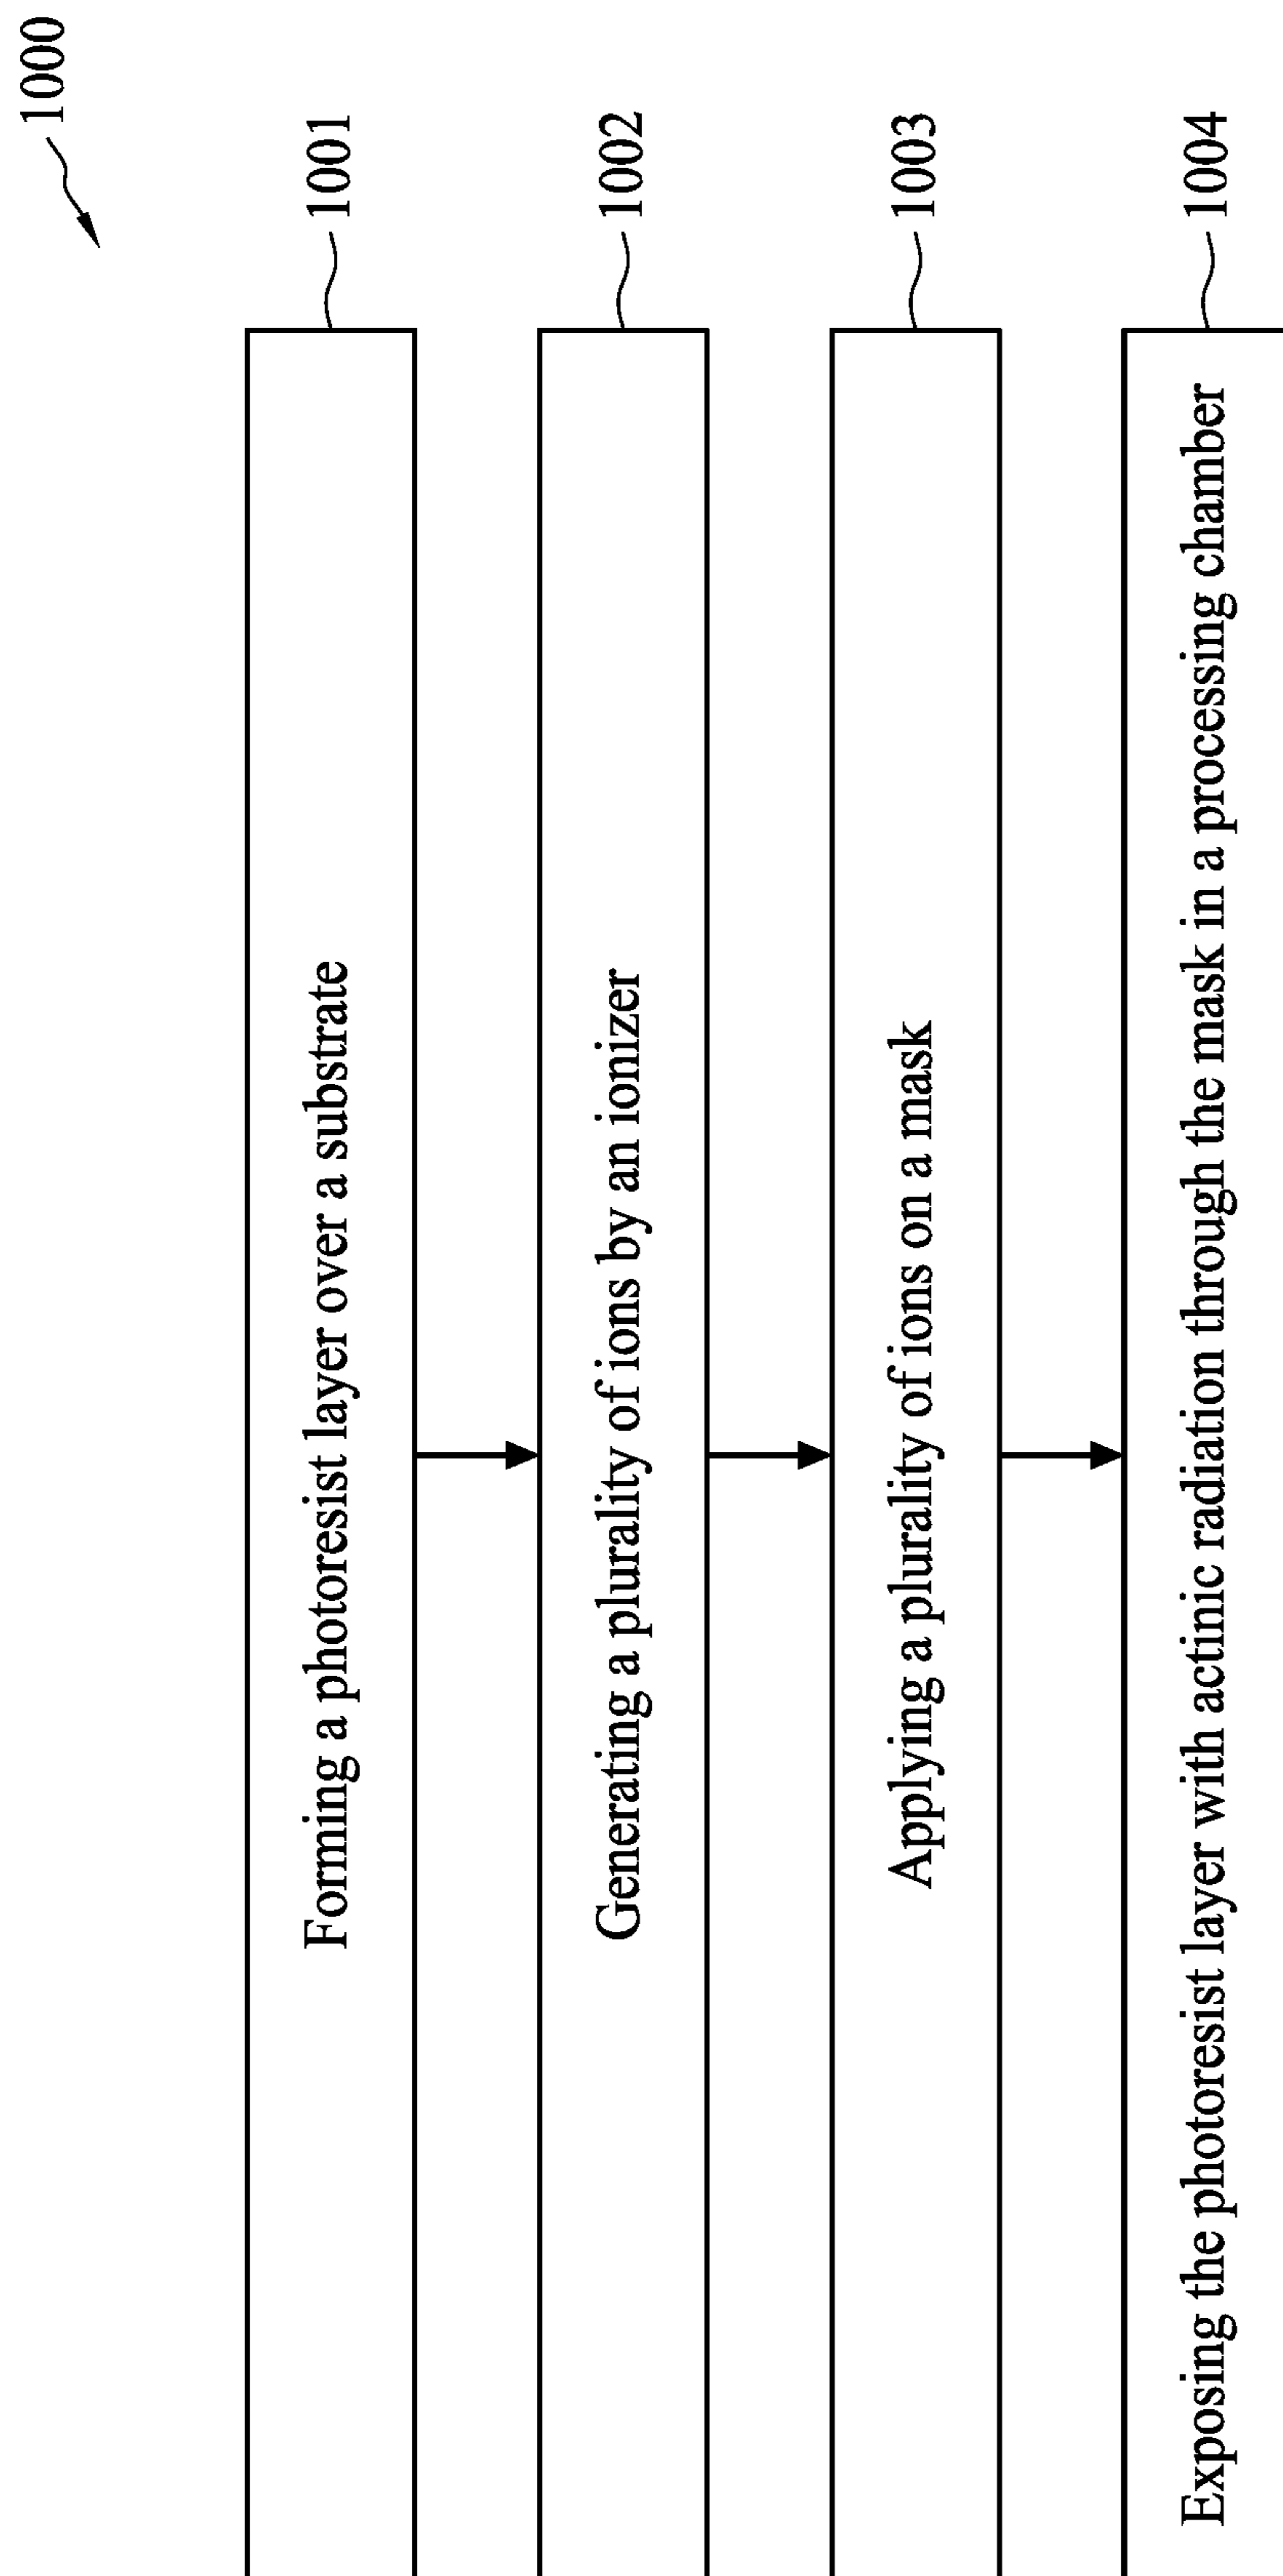 1000
Forming a photoresist layer over a substrate
1001
Generating a plurality of ions by an ionizer
1002
Applying a plurality of ions on a mask
1003
Exposing the photoresist layer with actinic radiation through the mask in a processing chamber
1004